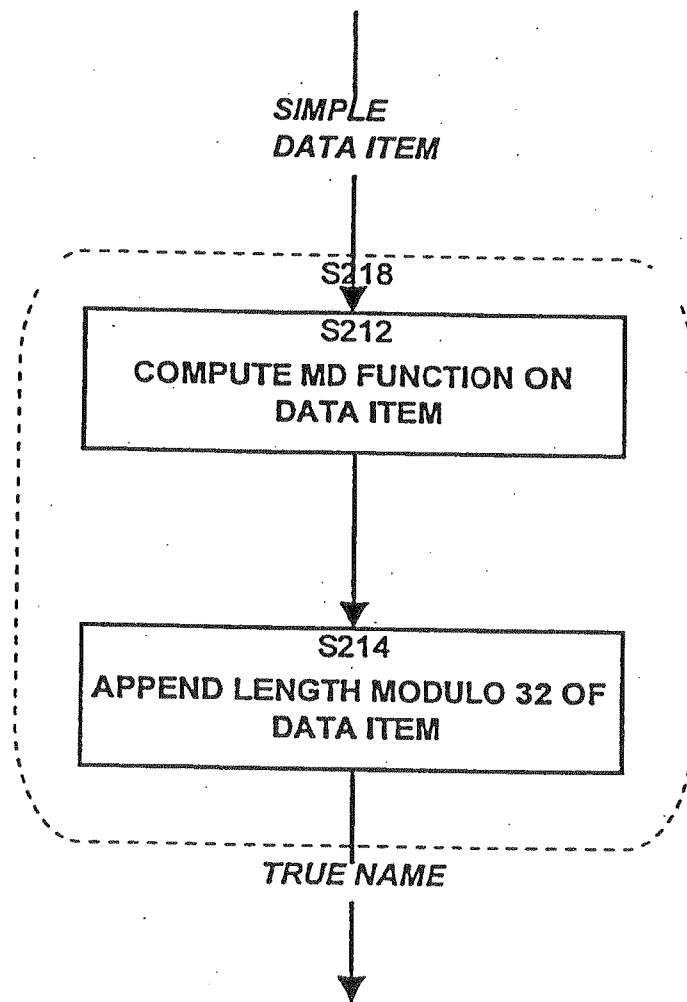 SIMPLE
DATA ITEM
S218
S212
COMPUTE MD FUNCTION ON
DATA ITEM
S214
APPEND LENGTH MODULO 32 OF
DATA ITEM
TRUE NAME